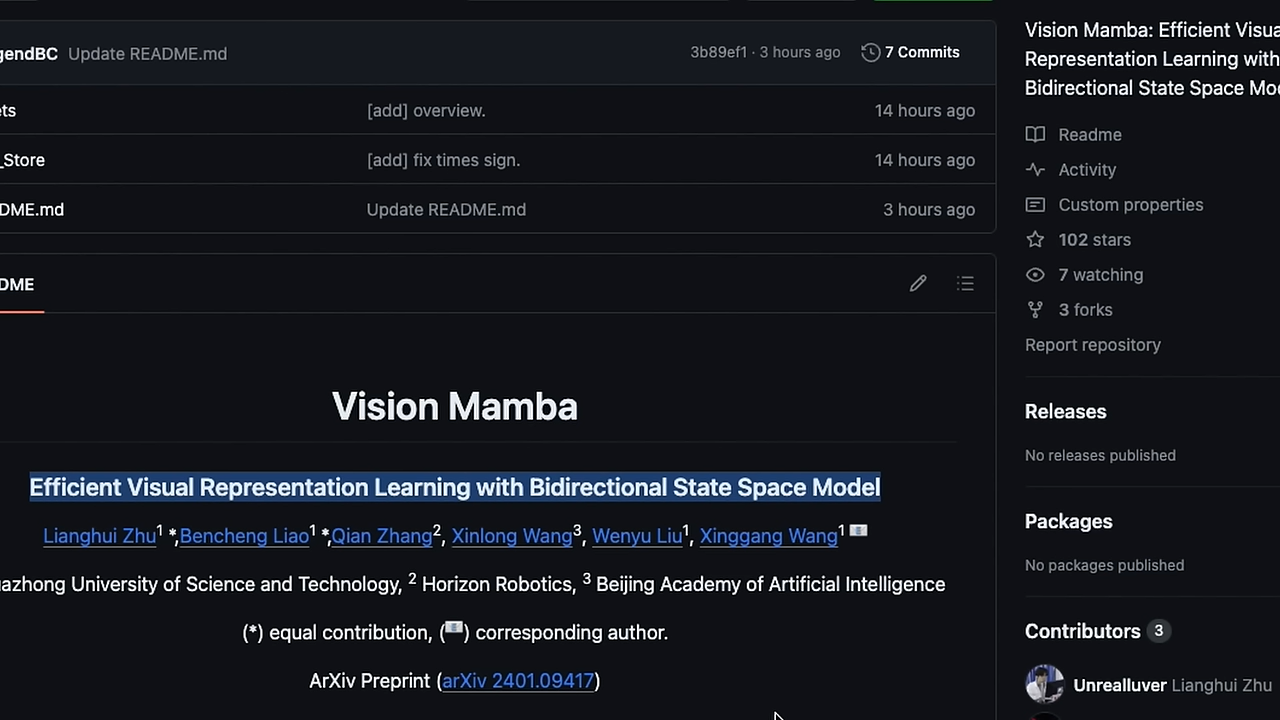 gendBC Update README.md 3b89ef1 · 3 hours ago 7 Commits
ets [add] overview. 14 hours ago
_Store [add] fix times sign. 14 hours ago
DME.md Update README.md 3 hours ago
DME
Vision Mamba
Efficient Visual Representation Learning with Bidirectional State Space Model
Lianghui Zhu1 *,Bencheng Liao1 *,Qian Zhang2, Xinlong Wang3, Wenyu Liu1, Xinggang Wang1 📧
azhong University of Science and Technology, 2 Horizon Robotics, 3 Beijing Academy of Artificial Intelligence
(*) equal contribution, (📧) corresponding author.
ArXiv Preprint (arXiv 2401.09417)
Vision Mamba: Efficient Visua
Representation Learning with
Bidirectional State Space Mod
Readme
Activity
Custom properties
102 stars
7 watching
3 forks
Report repository
Releases
No releases published
Packages
No packages published
Contributors 3
Unrealluver Lianghui Zhu